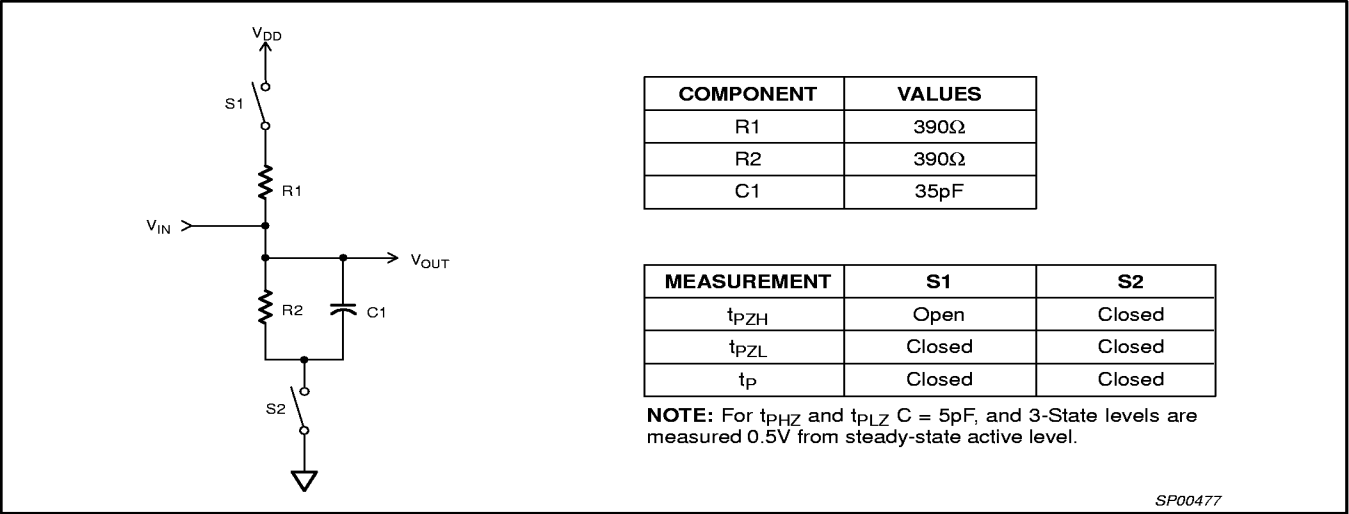 VDD
S1
R1
VIN
VOUT
R2
C1
S2
COMPONENT VALUES
R1 390Ω
R2 390Ω
C1 35pF
MEASUREMENT S1 S2
tPZH Open Closed
tPZL Closed Closed
tP Closed Closed
NOTE: For tPHZ and tPLZ C = 5pF, and 3-State levels are
measured 0.5V from steady-state active level.
SP00477